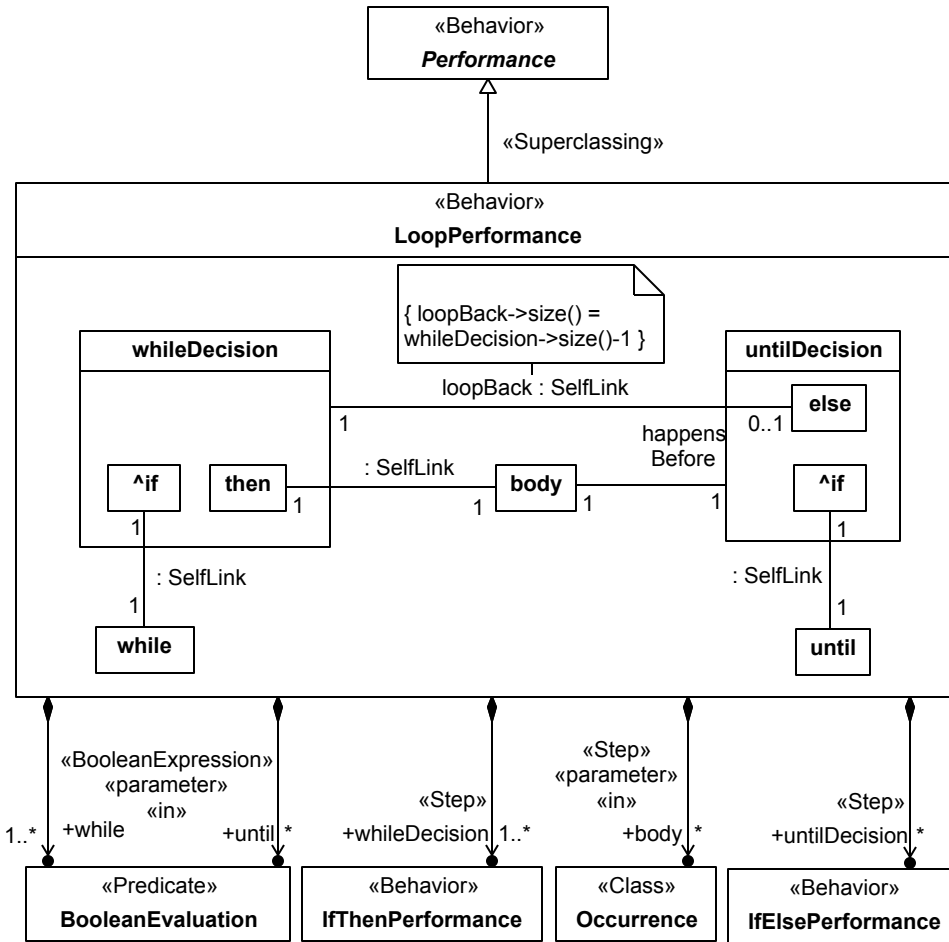 «Behavior»
Performance
«Superclassing»
«Behavior»
LoopPerformance
{ loopBack->size() =
whileDecision->size()-1 }
whileDecision
untilDecision
loopBack : SelfLink
else
1
0..1
happens
Before
: SelfLink
^if
then
body
^if
1
1
1
1
1
1
: SelfLink
: SelfLink
1
1
while
until
«BooleanExpression»
«parameter»
«in»
«Step»
«Step»
«parameter»
«in»
«Step»
1..*
+while
+until
*
+whileDecision
1..*
+body
*
+untilDecision
*
«Predicate»
BooleanEvaluation
«Behavior»
IfThenPerformance
«Class»
Occurrence
«Behavior»
IfElsePerformance